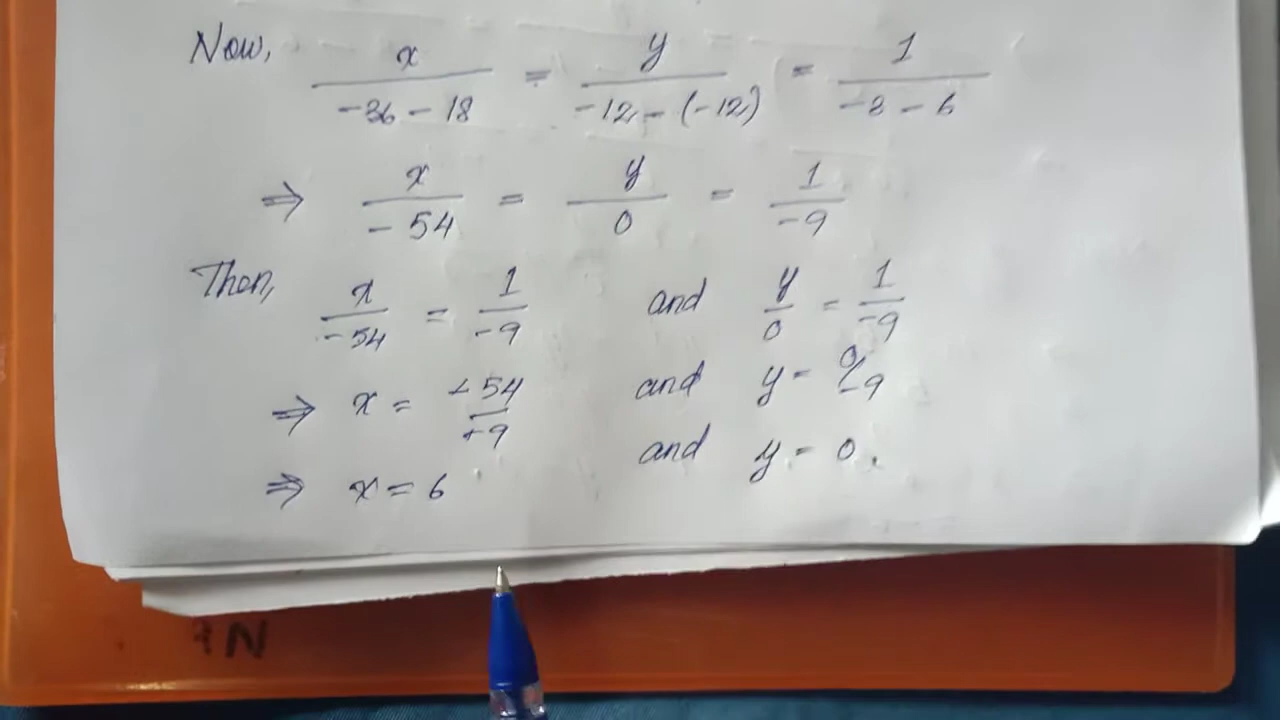 Now, x/(-36 - 18) = y/(-12 - (-12)) = 1/(-3 - 6)
⇒ x/(-54) = y/0 = 1/(-9)
Then, x/(-54) = 1/(-9) and y/0 = 1/(-9)
⇒ x = +54/+9 and y = 0/-9
⇒ x = 6 and y = 0.
N